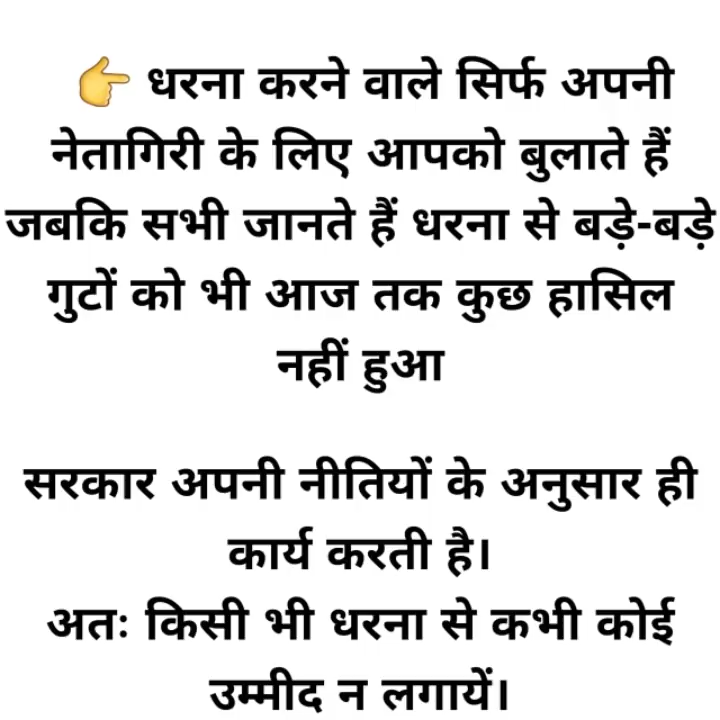 👉 धरना करने वाले सिर्फ अपनी
नेतागिरी के लिए आपको बुलाते हैं
जबकि सभी जानते हैं धरना से बड़े-बड़े
गुटों को भी आज तक कुछ हासिल
नहीं हुआ
सरकार अपनी नीतियों के अनुसार ही
कार्य करती है।
अतः किसी भी धरना से कभी कोई
उम्मीद न लगायें।